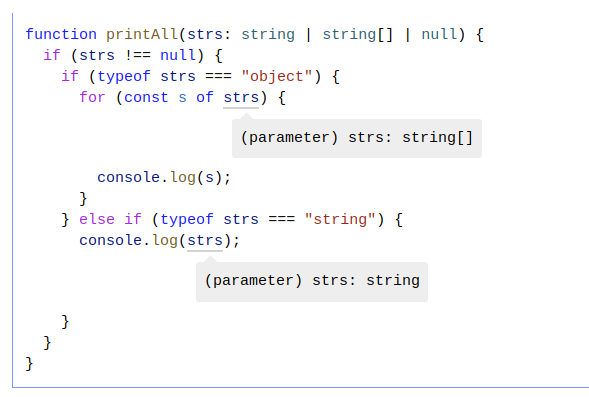 function printAll(strs: string | string[] | null) {
  if (strs !== null) {
    if (typeof strs === "object") {
      for (const s of strs) {
(parameter) strs: string[]
        console.log(s);
      }
    } else if (typeof strs === "string") {
      console.log(strs);
(parameter) strs: string
    }
  }
}